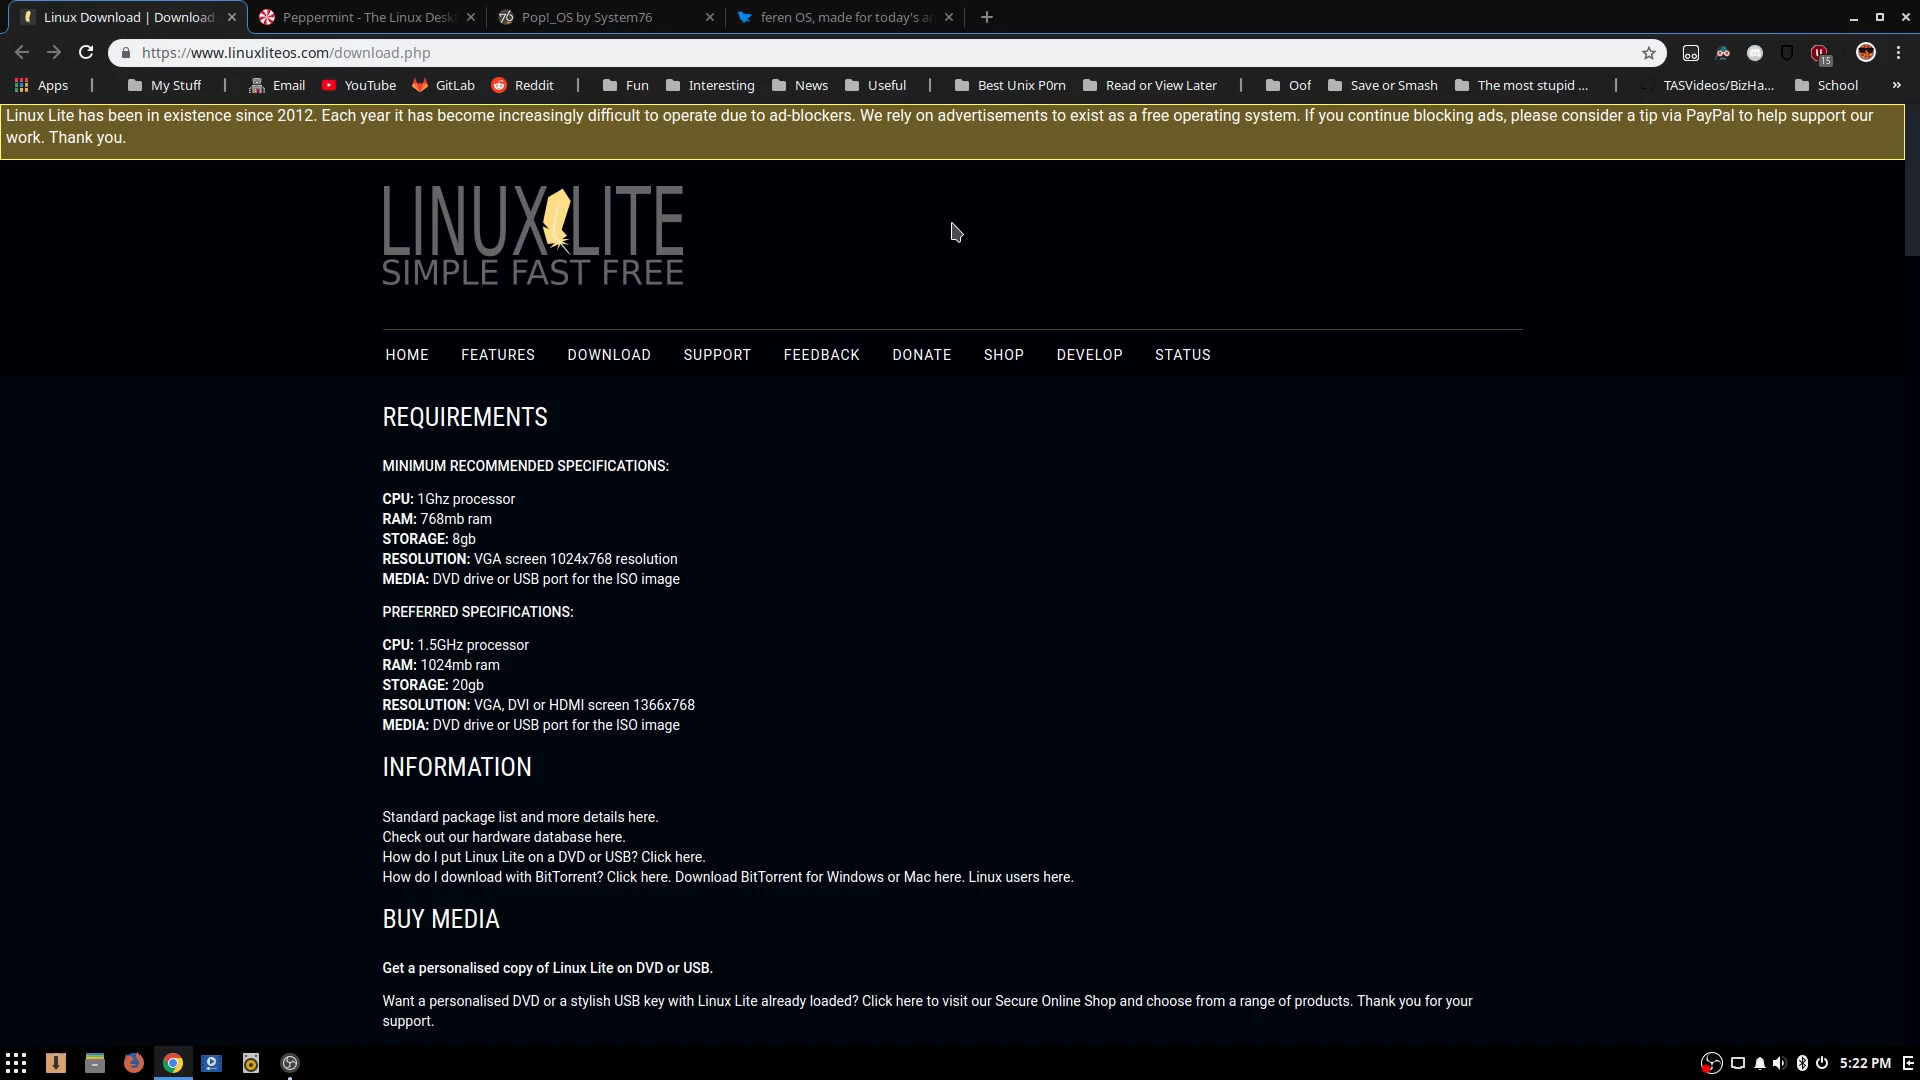 Linux Download | Download
Peppermint - The Linux Desk
Pop!_OS by System76
feren OS, made for today's an
https://www.linuxliteos.com/download.php
15
Apps | My Stuff | Email YouTube GitLab Reddit | Fun Interesting News Useful | Best Unix P0rn Read or View Later | Oof Save or Smash The most stupid ... | TASVideos/BizHa... School »
Linux Lite has been in existence since 2012. Each year it has become increasingly difficult to operate due to ad-blockers. We rely on advertisements to exist as a free operating system. If you continue blocking ads, please consider a tip via PayPal to help support our
work. Thank you.
LINUX LITE
SIMPLE FAST FREE
HOME FEATURES DOWNLOAD SUPPORT FEEDBACK DONATE SHOP DEVELOP STATUS
REQUIREMENTS
MINIMUM RECOMMENDED SPECIFICATIONS:
CPU: 1Ghz processor
RAM: 768mb ram
STORAGE: 8gb
RESOLUTION: VGA screen 1024x768 resolution
MEDIA: DVD drive or USB port for the ISO image
PREFERRED SPECIFICATIONS:
CPU: 1.5GHz processor
RAM: 1024mb ram
STORAGE: 20gb
RESOLUTION: VGA, DVI or HDMI screen 1366x768
MEDIA: DVD drive or USB port for the ISO image
INFORMATION
Standard package list and more details here.
Check out our hardware database here.
How do I put Linux Lite on a DVD or USB? Click here.
How do I download with BitTorrent? Click here. Download BitTorrent for Windows or Mac here. Linux users here.
BUY MEDIA
Get a personalised copy of Linux Lite on DVD or USB.
Want a personalised DVD or a stylish USB key with Linux Lite already loaded? Click here to visit our Secure Online Shop and choose from a range of products. Thank you for your
support.
5:22 PM